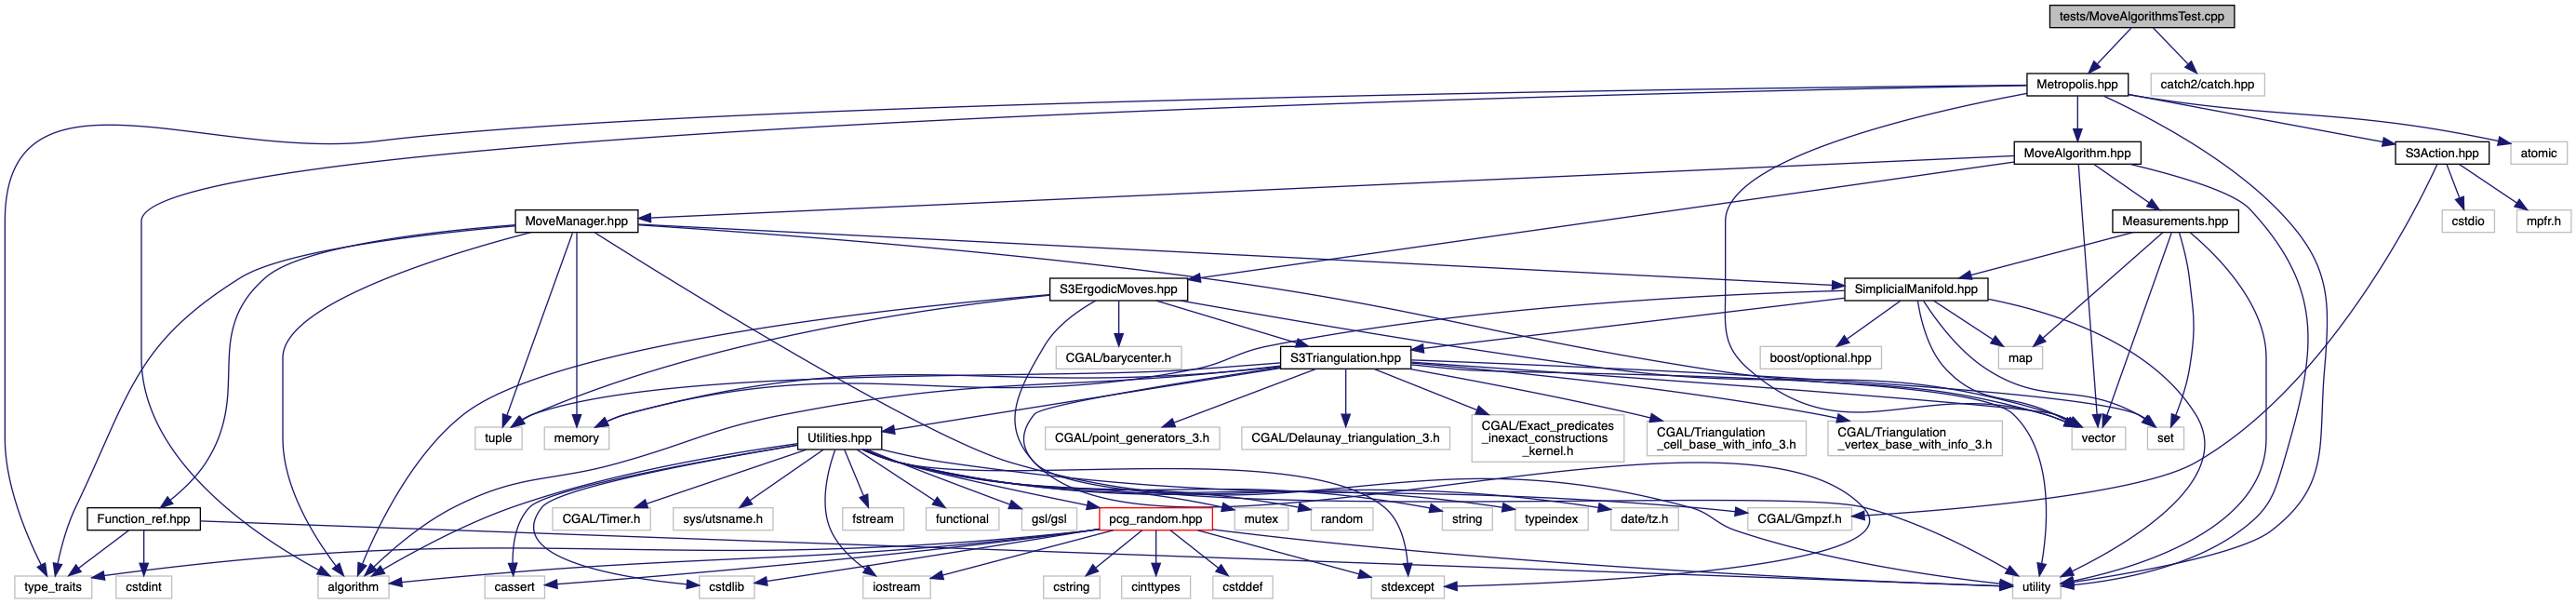 tests/MoveAlgorithmsTest.cpp
Metropolis.hpp
catch2/catch.hpp
MoveAlgorithm.hpp
S3Action.hpp
atomic
MoveManager.hpp
Measurements.hpp
cstdio
mpfr.h
S3ErgodicMoves.hpp
SimplicialManifold.hpp
CGAL/barycenter.h
S3Triangulation.hpp
boost/optional.hpp
map
tuple
memory
Utilities.hpp
CGAL/point_generators_3.h
CGAL/Delaunay_triangulation_3.h
CGAL/Exact_predicates
_inexact_constructions
_kernel.h
CGAL/Triangulation
_cell_base_with_info_3.h
CGAL/Triangulation
_vertex_base_with_info_3.h
vector
set
Function_ref.hpp
CGAL/Timer.h
sys/utsname.h
fstream
functional
gsl/gsl
pcg_random.hpp
mutex
random
string
typeindex
date/tz.h
CGAL/Gmpzf.h
type_traits
cstdint
algorithm
cassert
cstdlib
iostream
cstring
cinttypes
cstddef
stdexcept
utility